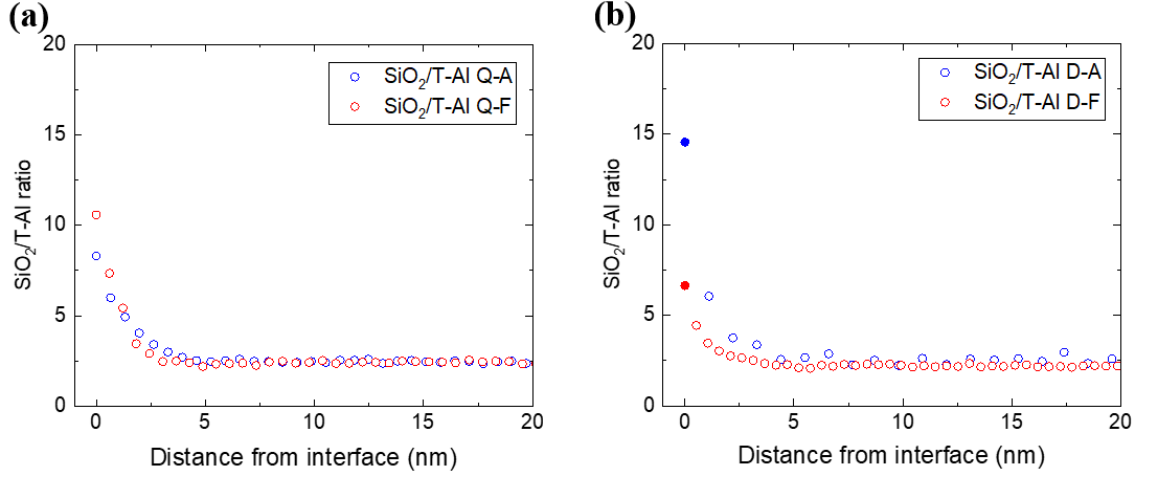 (a)
20
15
10
5
0
SiO₂/T-Al ratio
SiO₂/T-Al Q-A
SiO₂/T-Al Q-F
0 5 10 15 20
Distance from interface (nm)
(b)
20
15
10
5
0
SiO₂/T-Al ratio
SiO₂/T-Al D-A
SiO₂/T-Al D-F
0 5 10 15 20
Distance from interface (nm)